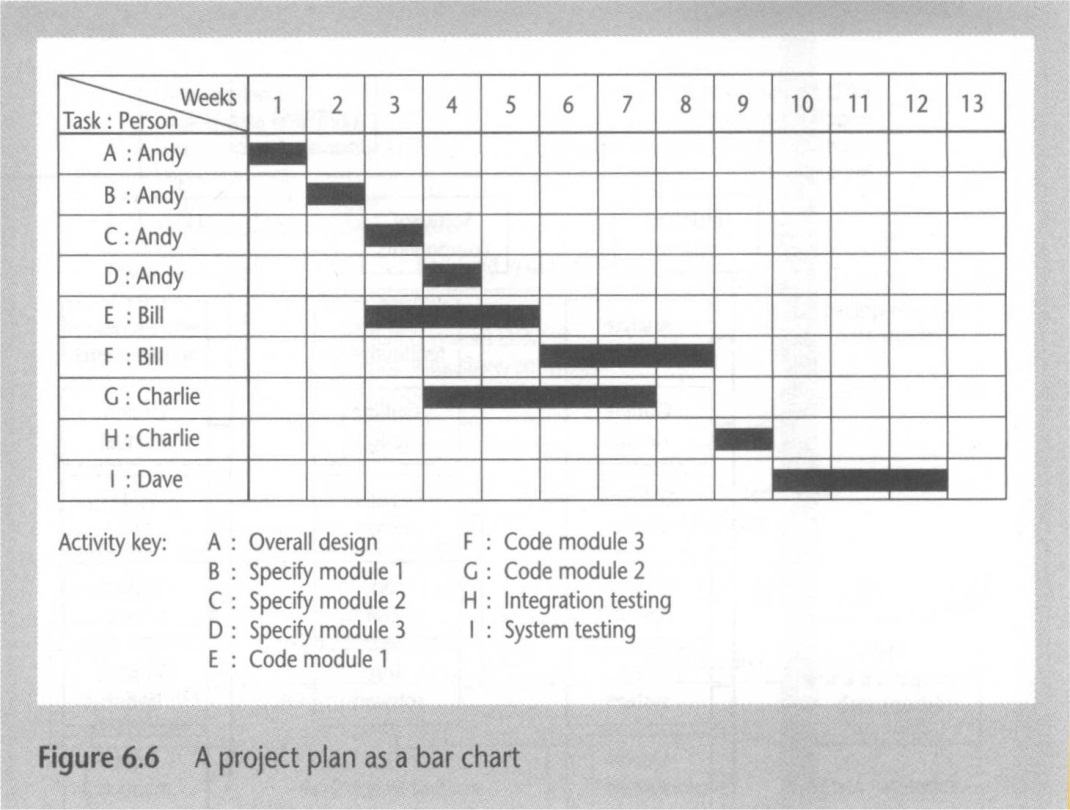 Weeks 1 2 3 4 5 6 7 8 9 10 11 12 13
Task : Person
A : Andy
B : Andy
C : Andy
D : Andy
E : Bill
F : Bill
G : Charlie
H : Charlie
I : Dave
Activity key: A : Overall design F : Code module 3
B : Specify module 1 G : Code module 2
C : Specify module 2 H : Integration testing
D : Specify module 3 I : System testing
E : Code module 1
Figure 6.6 A project plan as a bar chart